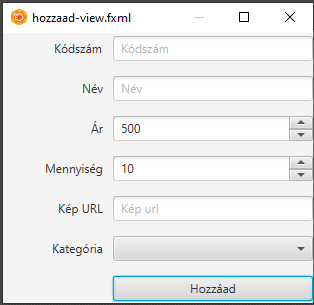 hozzaad-view.fxml
Kódszám Kódszám
Név Név
Ár 500
Mennyiség 10
Kép URL Kép url
Kategória
Hozzáad